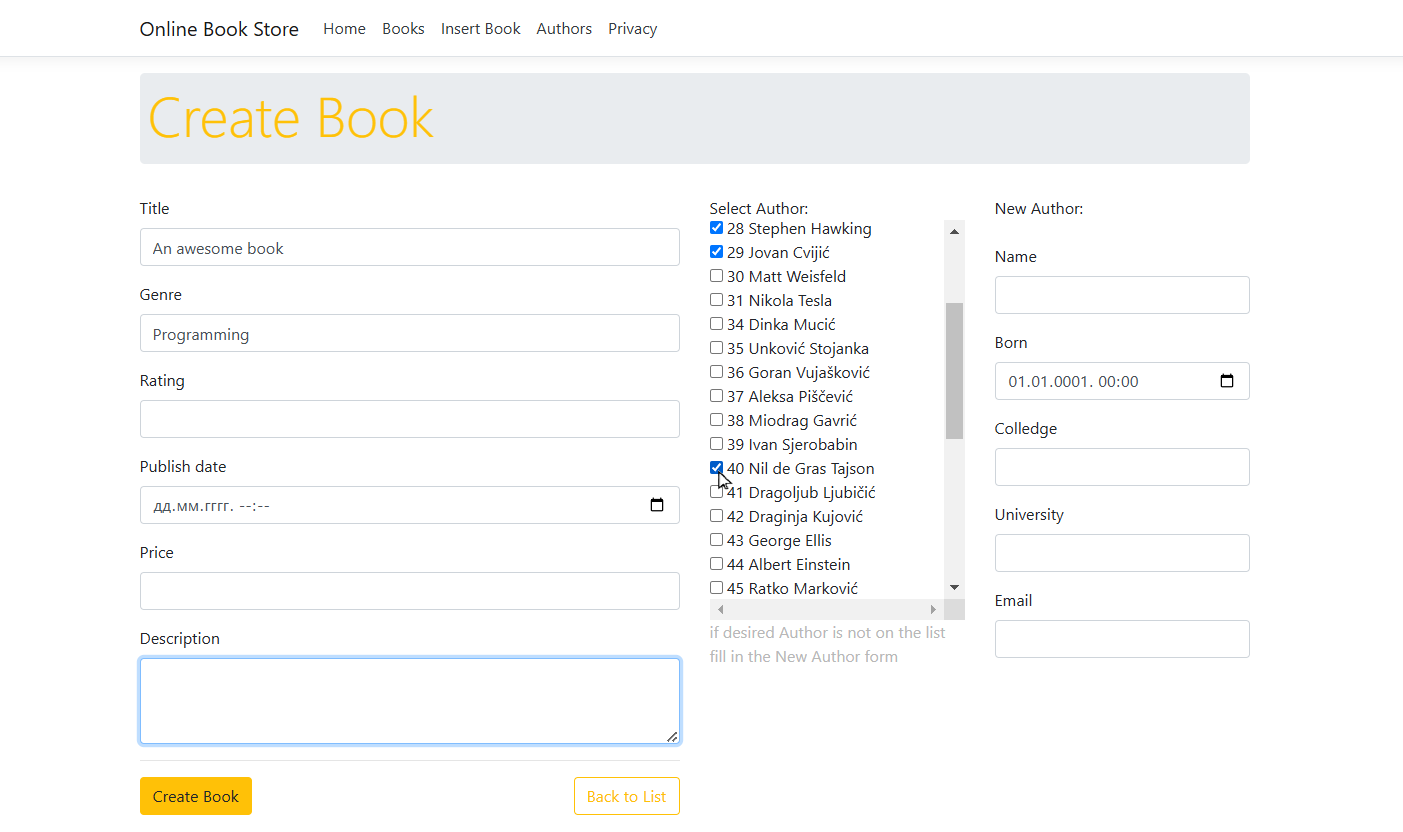 Online Book Store Home Books Insert Book Authors Privacy
Create Book
Title
An awesome book
Genre
Programming
Rating
Publish date
дд.мм.гггг. --:--
Price
Description
Create Book
Back to List
Select Author:
28 Stephen Hawking
29 Jovan Cvijić
30 Matt Weisfeld
31 Nikola Tesla
34 Dinka Mucić
35 Unković Stojanka
36 Goran Vujašković
37 Aleksa Piščević
38 Miodrag Gavrić
39 Ivan Sjerobabin
40 Nil de Gras Tajson
41 Dragoljub Ljubičić
42 Draginja Kujović
43 George Ellis
44 Albert Einstein
45 Ratko Marković
if desired Author is not on the list
fill in the New Author form
New Author:
Name
Born
01.01.0001. 00:00
Colledge
University
Email